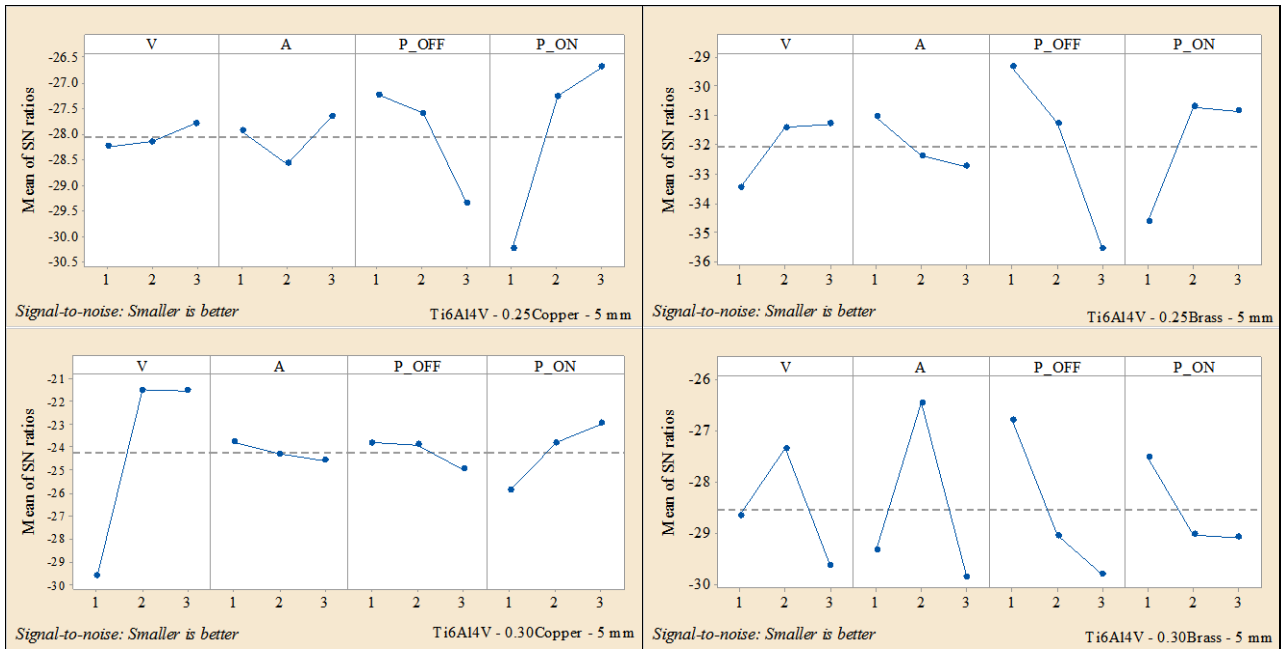 V A P_OFF P_ON
Mean of SN ratios
-26.5
-27.0
-27.5
-28.0
-28.5
-29.0
-29.5
-30.0
-30.5
1 2 3 1 2 3 1 2 3 1 2 3
Signal-to-noise: Smaller is better
Ti6Al4V - 0.25Copper - 5 mm
V A P_OFF P_ON
Mean of SN ratios
-29
-30
-31
-32
-33
-34
-35
-36
1 2 3 1 2 3 1 2 3 1 2 3
Signal-to-noise: Smaller is better
Ti6Al4V - 0.25Brass - 5 mm
V A P_OFF P_ON
Mean of SN ratios
-21
-22
-23
-24
-25
-26
-27
-28
-29
-30
1 2 3 1 2 3 1 2 3 1 2 3
Signal-to-noise: Smaller is better
Ti6Al4V - 0.30Copper - 5 mm
V A P_OFF P_ON
Mean of SN ratios
-26
-27
-28
-29
-30
1 2 3 1 2 3 1 2 3 1 2 3
Signal-to-noise: Smaller is better
Ti6Al4V - 0.30Brass - 5 mm